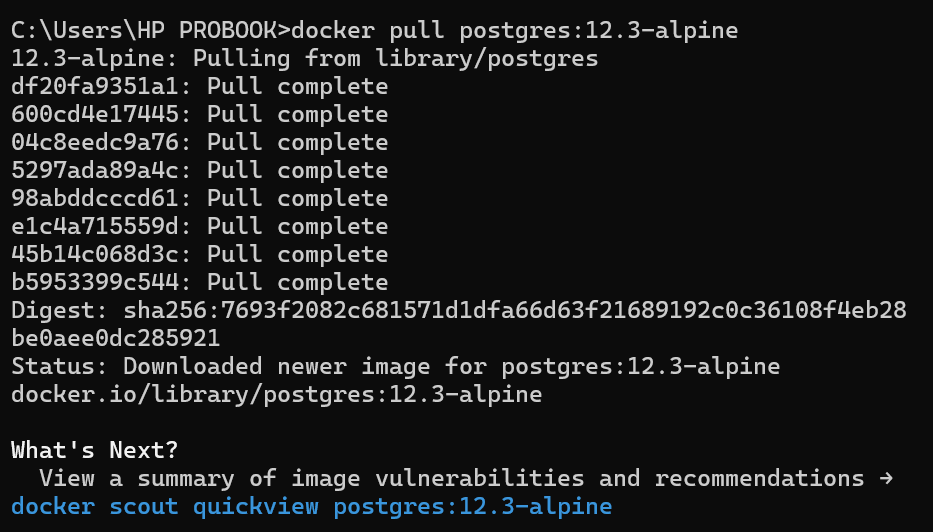 C:\Users\HP PROBOOK>docker pull postgres:12.3-alpine
12.3-alpine: Pulling from library/postgres
df20fa9351a1: Pull complete
600cd4e17445: Pull complete
04c8eedc9a76: Pull complete
5297ada89a4c: Pull complete
98abddcccd61: Pull complete
e1c4a715559d: Pull complete
45b14c068d3c: Pull complete
b5953399c544: Pull complete
Digest: sha256:7693f2082c681571d1dfa66d63f21689192c0c36108f4eb28
be0aee0dc285921
Status: Downloaded newer image for postgres:12.3-alpine
docker.io/library/postgres:12.3-alpine
What's Next?
View a summary of image vulnerabilities and recommendations →
docker scout quickview postgres:12.3-alpine